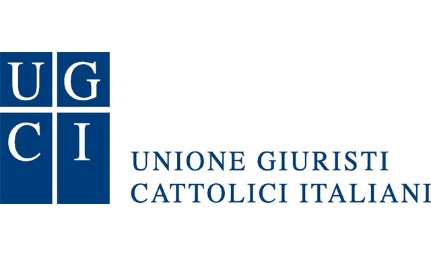 UG
CI
UNIONE GIURISTI
CATTOLICI ITALIANI